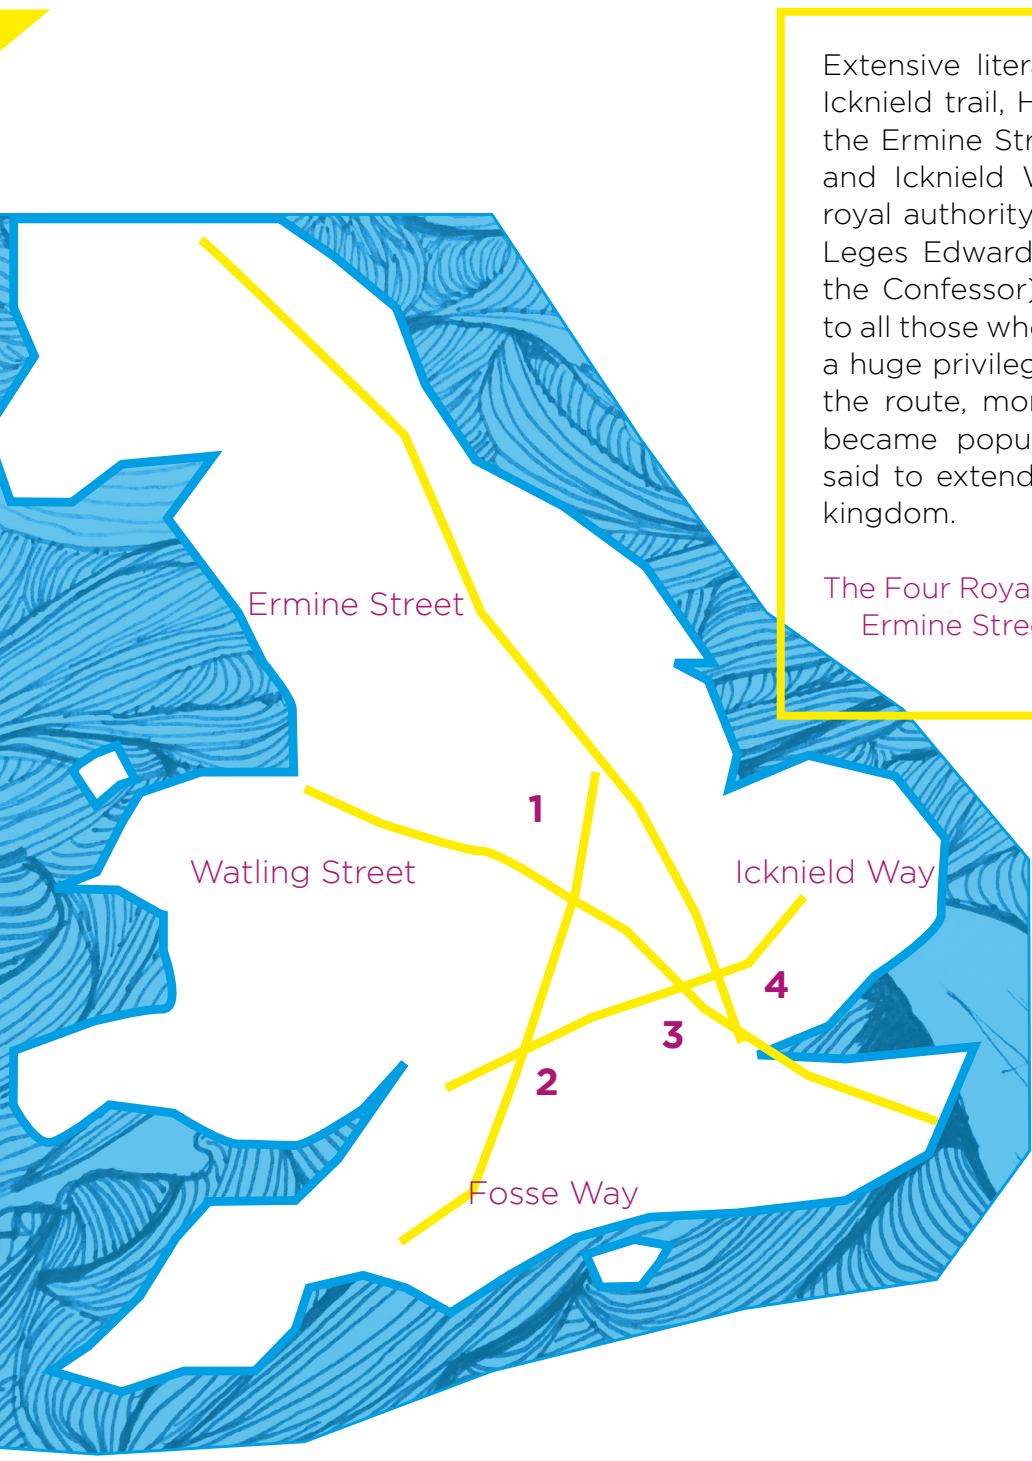 Extensive liter
Icknield trail, H
the Ermine Str
and Icknield
royal authority
Leges Edward
the Confessor)
to all those wh
a huge privileg
the route, mor
became popu
said to extend
kingdom.
The Four Roya
Ermine Stre
Ermine Street
1
Watling Street
Icknield Way
4
3
2
Fosse Way